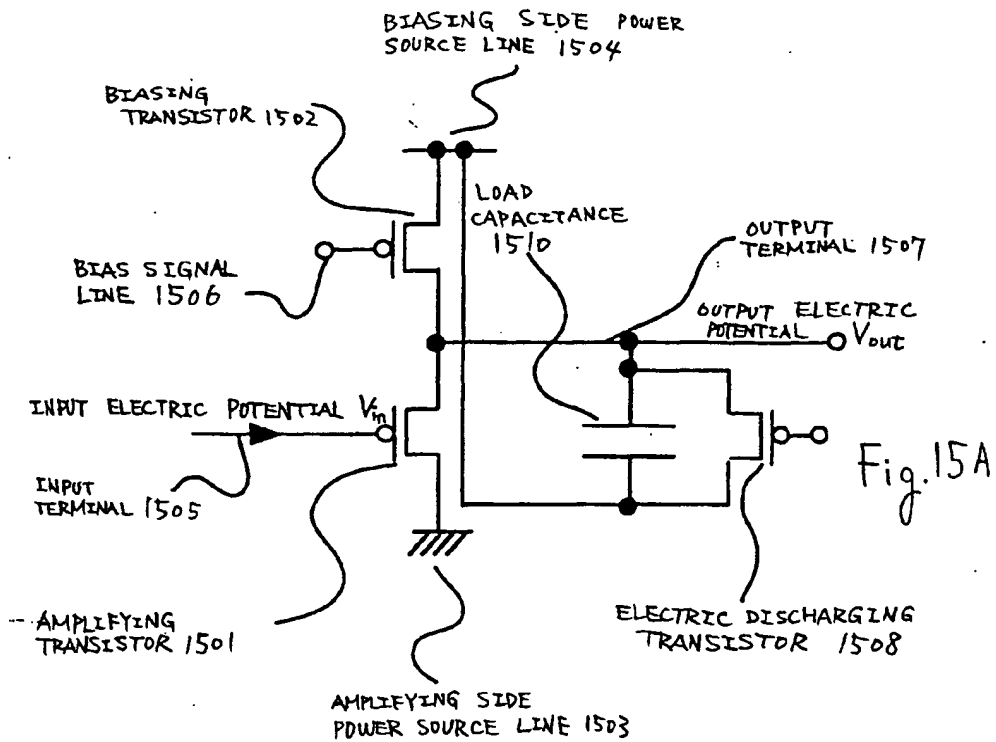 BIASING SIDE POWER
SOURCE LINE 1504
BIASING
TRANSISTOR 1502
LOAD
CAPACITANCE
1510
OUTPUT
TERMINAL 1507
BIAS SIGNAL
LINE 1506
OUTPUT ELECTRIC
POTENTIAL
Vout
INPUT ELECTRIC POTENTIAL Vin
Fig.15A
INPUT
TERMINAL 1505
AMPLIFYING
TRANSISTOR 1501
ELECTRIC DISCHARGING
TRANSISTOR 1508
AMPLIFYING SIDE
POWER SOURCE LINE 1503